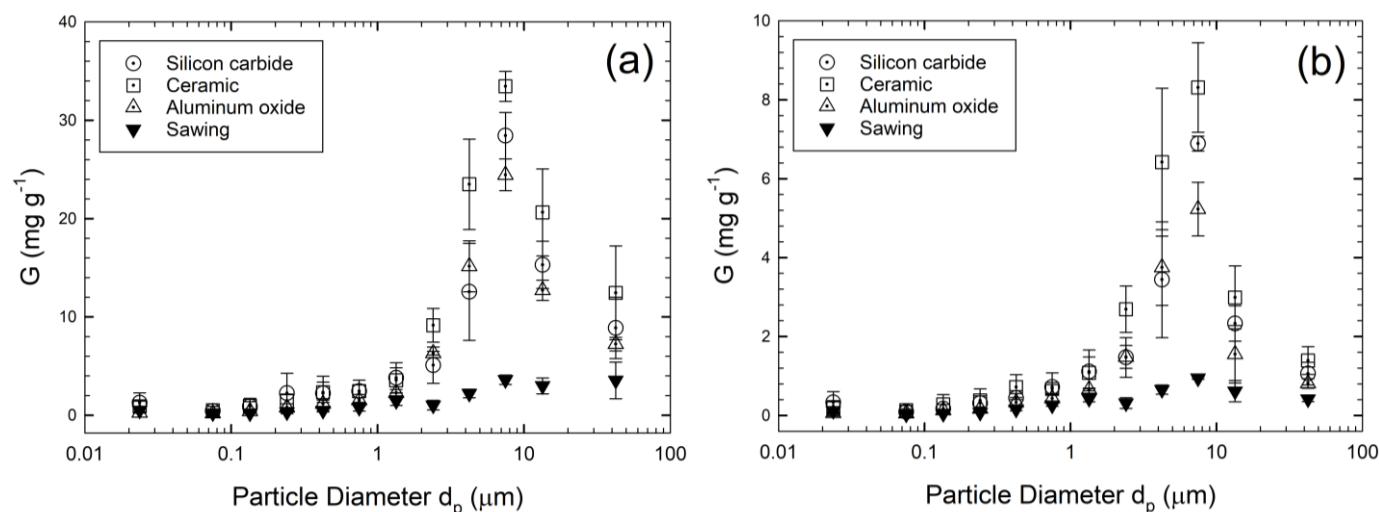 (a)
Silicon carbide
Ceramic
Aluminum oxide
Sawing
G (mg g⁻¹)
40
30
20
10
0
0.01 0.1 1 10 100
Particle Diameter dₚ (μm)
(b)
Silicon carbide
Ceramic
Aluminum oxide
Sawing
G (mg g⁻¹)
10
8
6
4
2
0
0.01 0.1 1 10 100
Particle Diameter dₚ (μm)